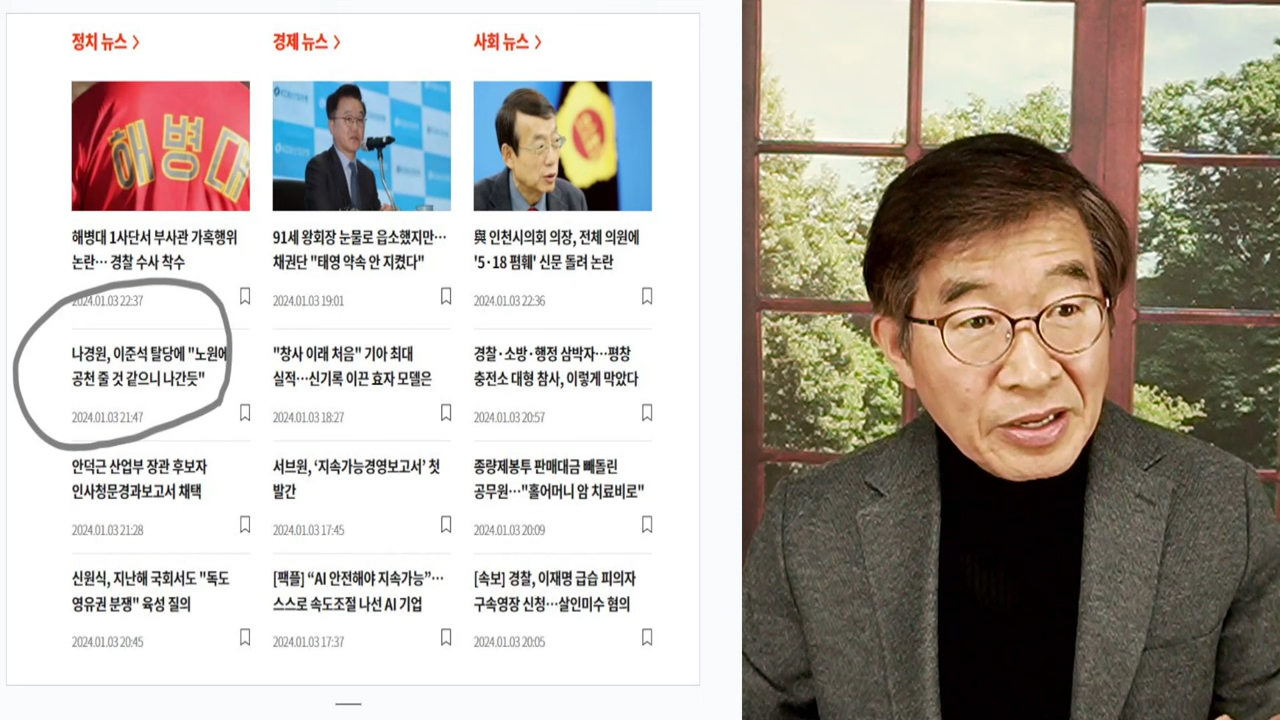 정치 뉴스 >
경제 뉴스 >
사회 뉴스 >
해병대
해병대 1사단서 부사관 가혹행위
논란… 경찰 수사 착수
2024.01.03 22:37
91세 왕회장 눈물로 읍소했지만…
채권단 "태영 약속 안 지켰다"
2024.01.03 19:01
與 인천시의회 의장, 전체 의원에
'5·18 폄훼' 신문 돌려 논란
2024.01.03 22:36
나경원, 이준석 탈당에 "노원에
공천 줄 것 같으니 나간듯"
2024.01.03 21:47
"창사 이래 처음" 기아 최대
실적…신기록 이끈 효자 모델은
2024.01.03 18:27
경찰·소방·행정 삼박자…평창
충전소 대형 참사, 이렇게 막았다
2024.01.03 20:57
안덕근 산업부 장관 후보자
인사청문경과보고서 채택
2024.01.03 21:28
서브원, ‘지속가능경영보고서’ 첫
발간
2024.01.03 17:45
종량제봉투 판매대금 빼돌린
공무원…"홀어머니 암 치료비로"
2024.01.03 20:09
신원식, 지난해 국회서도 "독도
영유권 분쟁" 육성 질의
2024.01.03 20:45
[팩플] “AI 안전해야 지속가능”…
스스로 속도조절 나선 AI 기업
2024.01.03 17:37
[속보] 경찰, 이재명 급습 피의자
구속영장 신청…살인미수 혐의
2024.01.03 20:05